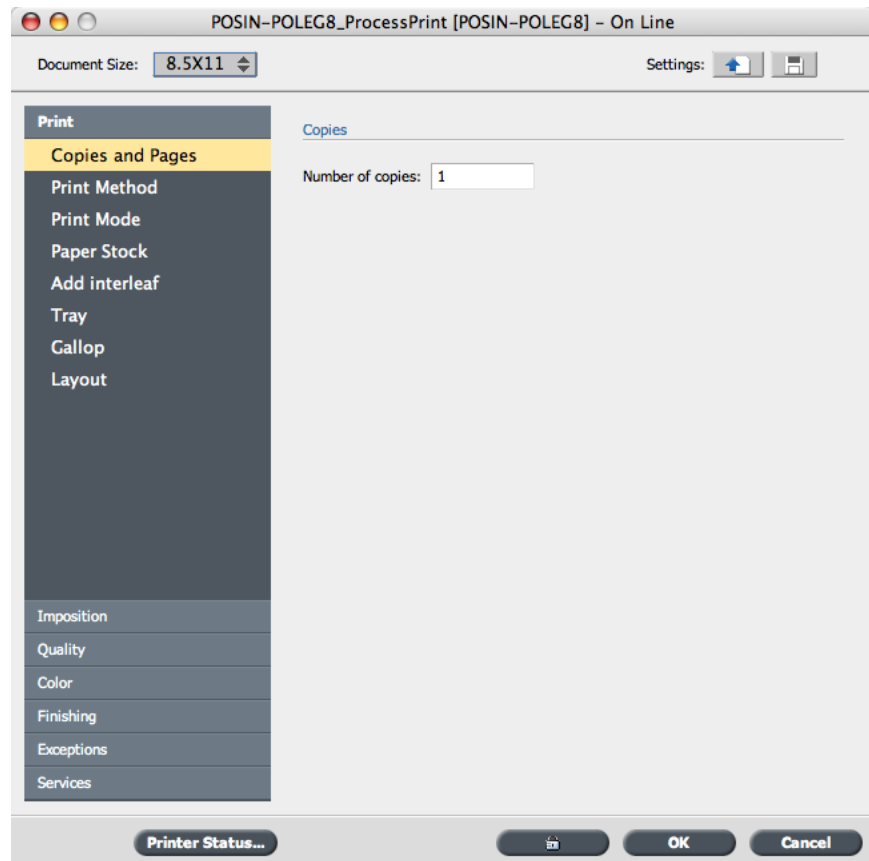 POSIN-POLEG8_ProcessPrint [POSIN-POLEG8] – On Line
Document Size: 8.5X11 Settings:
Print
Copies and Pages
Print Method
Print Mode
Paper Stock
Add interleaf
Tray
Gallop
Layout
Imposition
Quality
Color
Finishing
Exceptions
Services
Copies
Number of copies: 1
Printer Status... OK Cancel